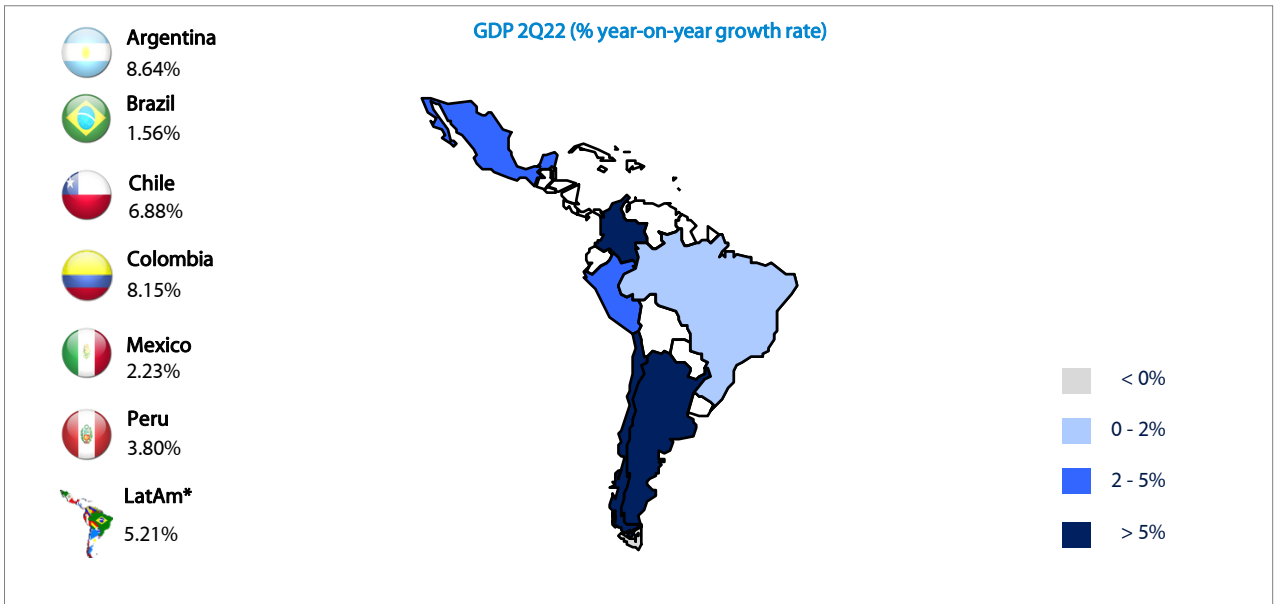 GDP 2Q22 (% year-on-year growth rate)
Argentina
8.64%
Brazil
1.56%
Chile
6.88%
Colombia
8.15%
Mexico
2.23%
Peru
3.80%
LatAm*
5.21%
< 0%
0 - 2%
2 - 5%
> 5%